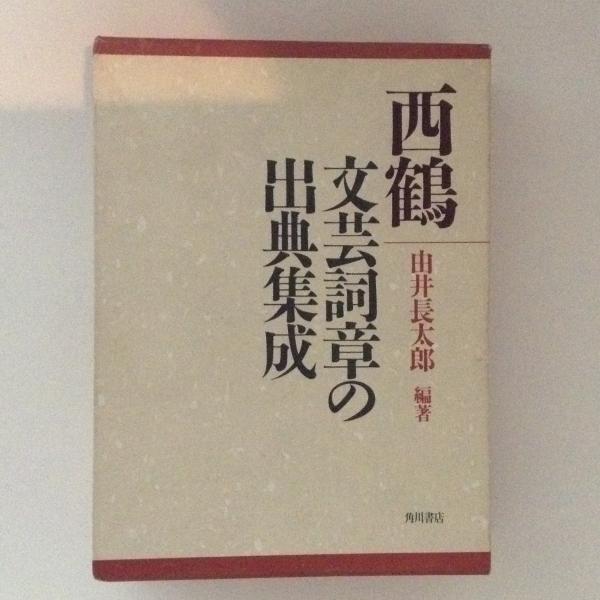 西鶴
文芸詞章の
出典集成
由井長太郎 編著
角川書店